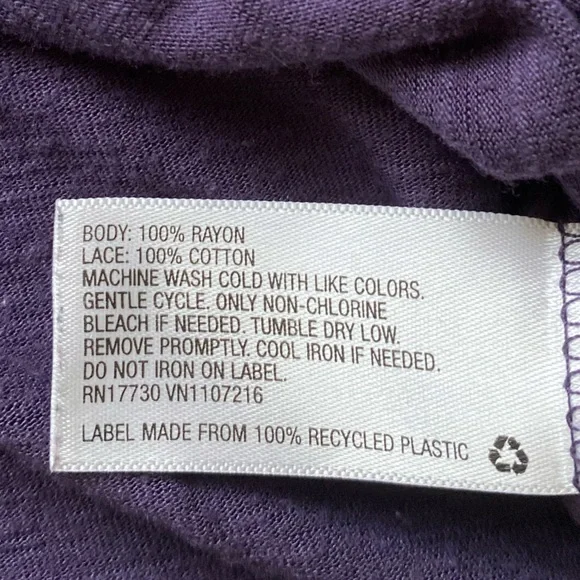 BODY: 100% RAYON
LACE: 100% COTTON
MACHINE WASH COLD WITH LIKE COLORS.
GENTLE CYCLE. ONLY NON-CHLORINE
BLEACH IF NEEDED. TUMBLE DRY LOW.
REMOVE PROMPTLY. COOL IRON IF NEEDED.
DO NOT IRON ON LABEL.
RN17730 VN1107216
LABEL MADE FROM 100% RECYCLED PLASTIC